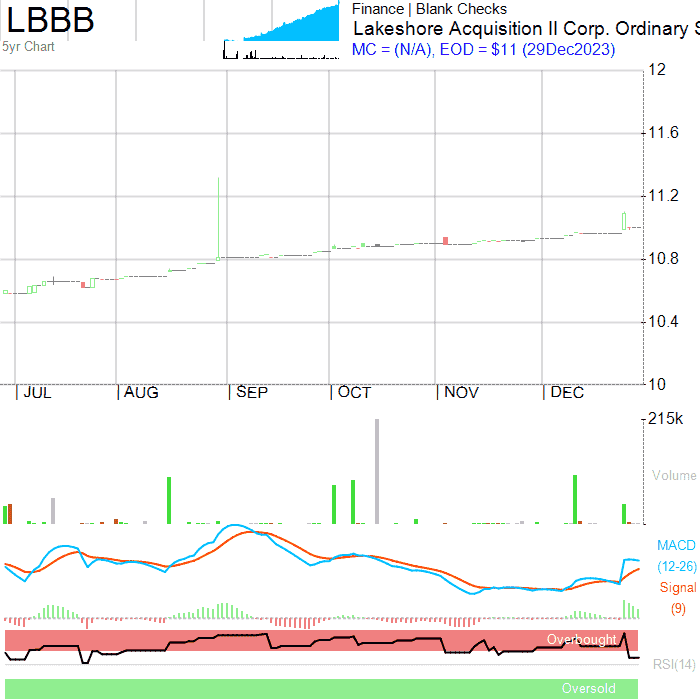 LBBB
5yr Chart
Finance | Blank Checks
Lakeshore Acquisition II Corp. Ordinary S
MC = (N/A), EOD = $11 (29Dec2023)
12
11.6
11.2
10.8
10.4
10
JUL AUG SEP OCT NOV DEC
215k
Volume
MACD
(12-26)
Signal
(9)
Overbought
RSI(14)
Oversold